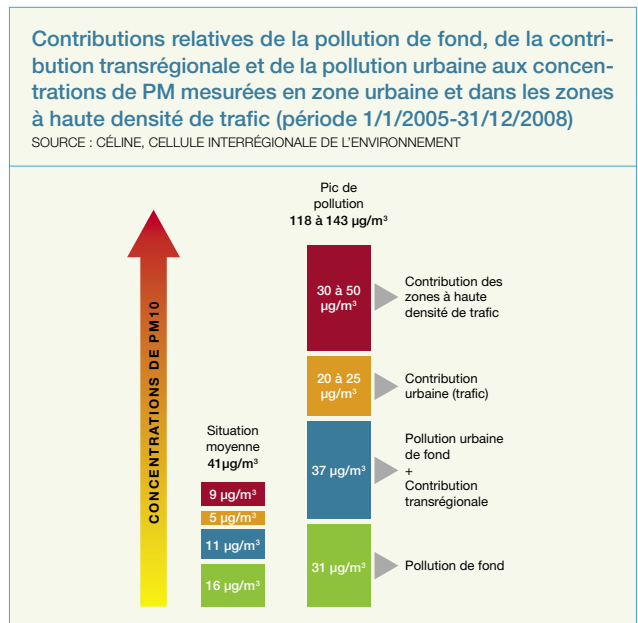 Contributions relatives de la pollution de fond, de la contri-
bution transrégionale et de la pollution urbaine aux concen-
trations de PM mesurées en zone urbaine et dans les zones
à haute densité de trafic (période 1/1/2005-31/12/2008)
SOURCE : CÉLINE, CELLULE INTERRÉGIONALE DE L'ENVIRONNEMENT
CONCENTRATIONS DE PM10
Situation
moyenne
41µg/m³
9 µg/m³
5 µg/m³
11 µg/m³
16 µg/m³
Pic de
pollution
118 à 143 µg/m³
30 à 50
µg/m³
20 à 25
µg/m³
37 µg/m³
31 µg/m³
Contribution des
zones à haute
densité de trafic
Contribution
urbaine (trafic)
Pollution urbaine
de fond
+
Contribution
transrégionale
Pollution de fond